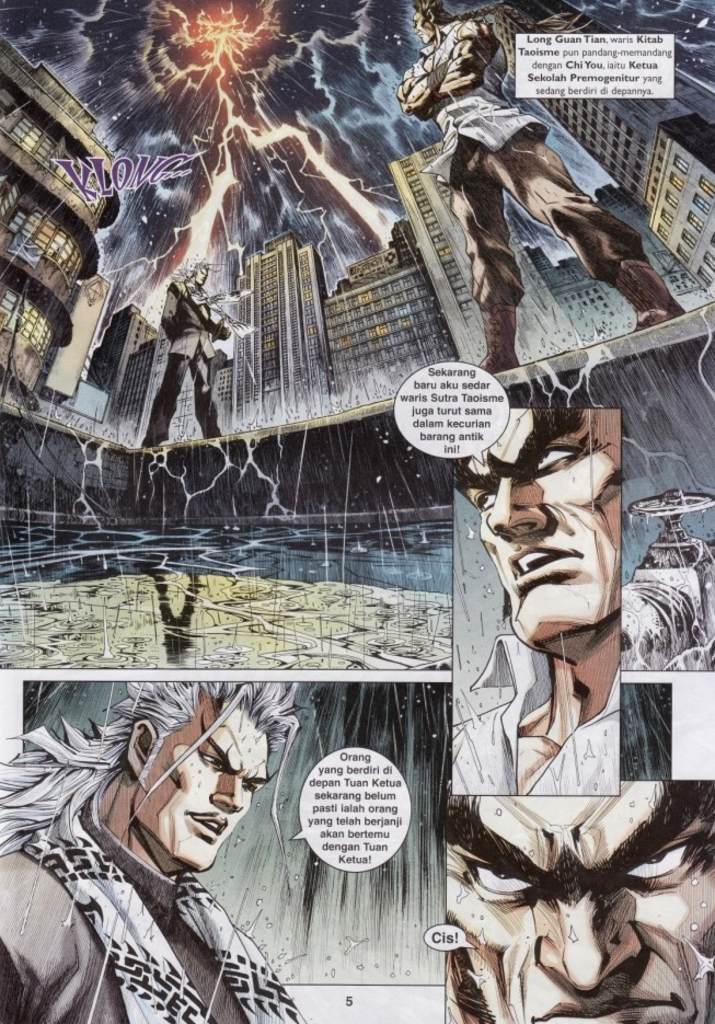 Long Guan Tian, waris Kitab
Taoisme pun pandang-memandang
dengan Chi You, iaitu Ketua
Sekolah Premogenitur yang
sedang berdiri di depannya.
KLONG...
Sekarang
baru aku sedar
waris Sutra Taoisme
juga turut sama
dalam kecurian
barang antik
ini!
Orang
yang berdiri di
depan Tuan Ketua
sekarang belum
pasti ialah orang
yang telah berjanji
akan bertemu
Tuan
Ketua!
Cis!
5